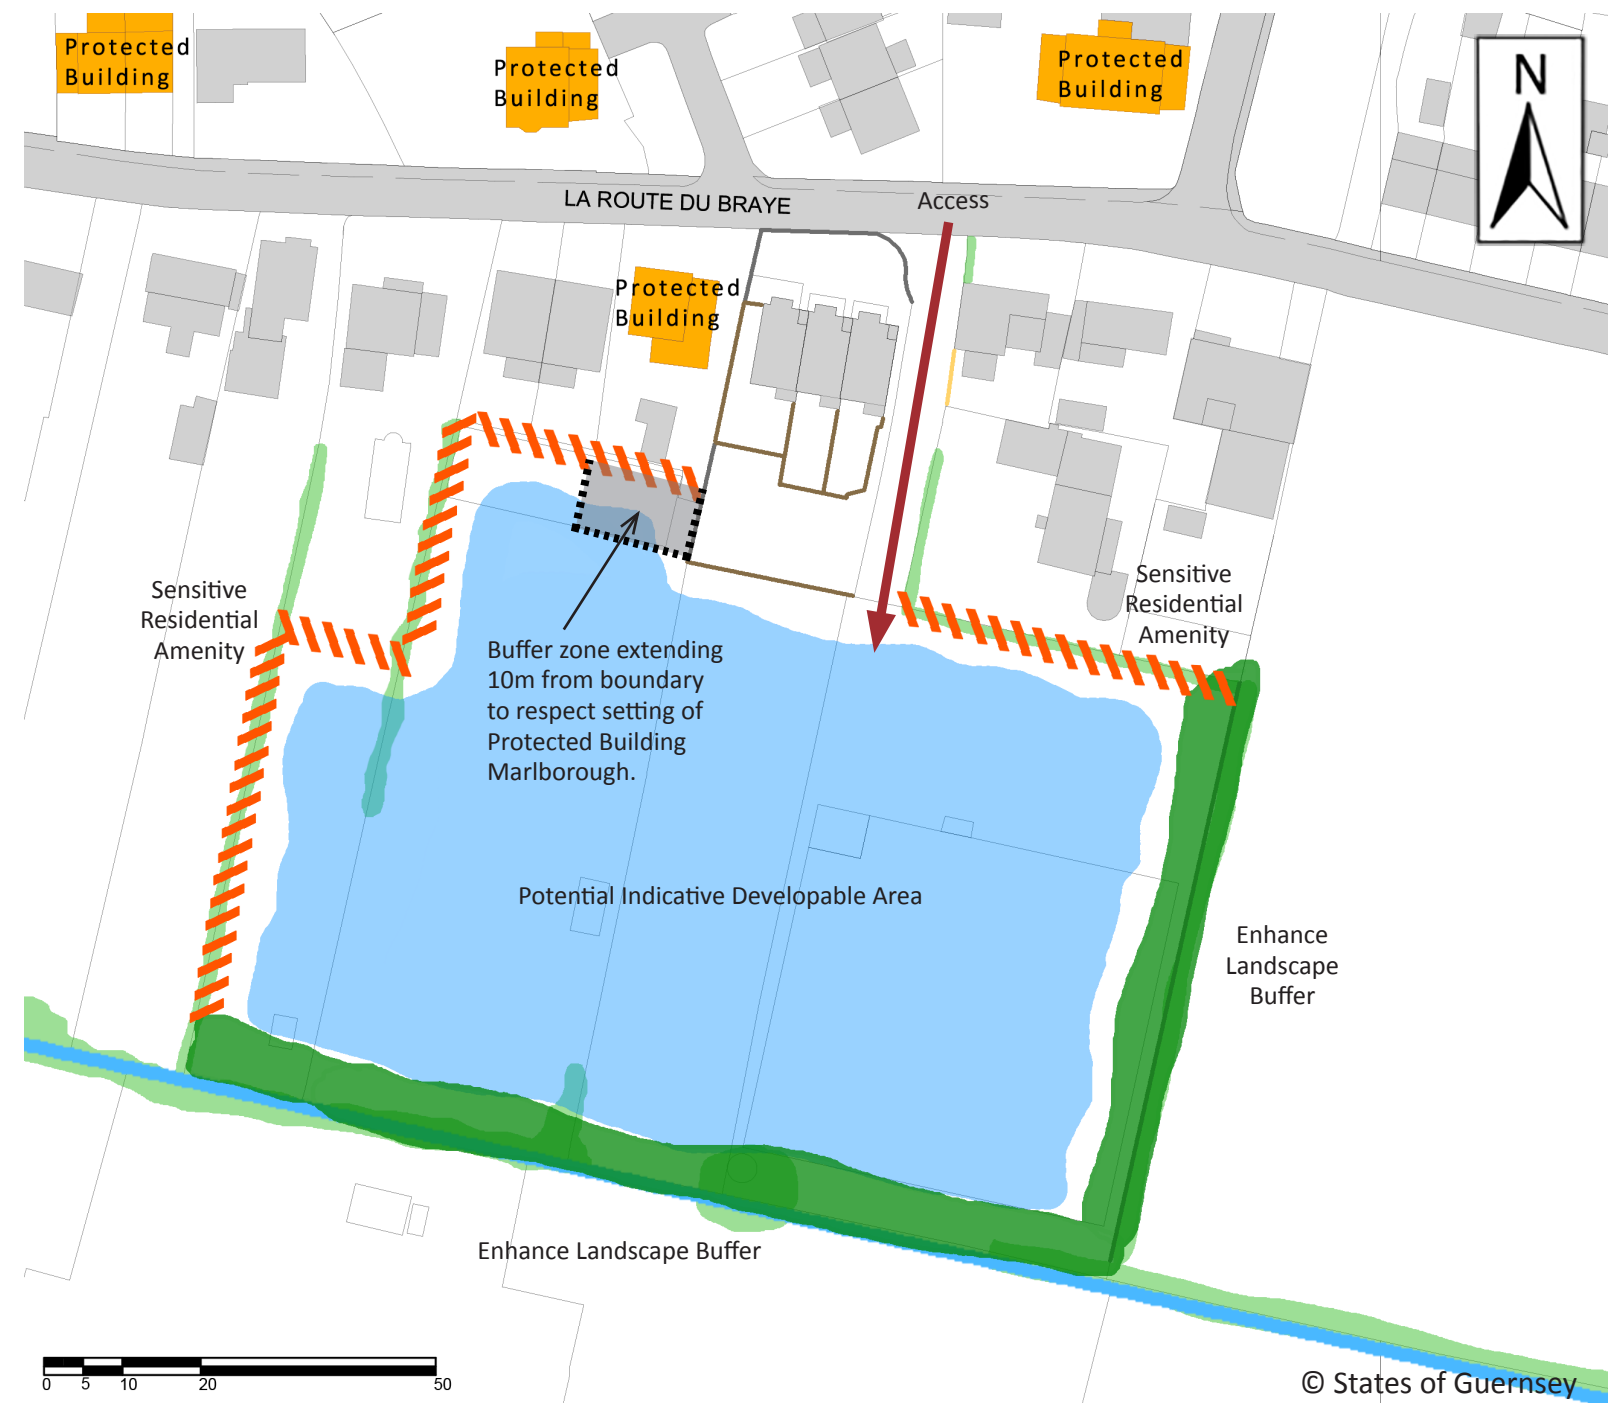 Protected
Building
Protected
Building
Protected
Building
N
LA ROUTE DU BRAYE
Access
Protected
Building
Sensitive
Residential
Amenity
Sensitive
Residential
Amenity
Buffer zone extending
10m from boundary
to respect setting of
Protected Building
Marlborough.
Potential Indicative Developable Area
Enhance
Landscape
Buffer
Enhance Landscape Buffer
0 5 10 20 50
© States of Guernsey